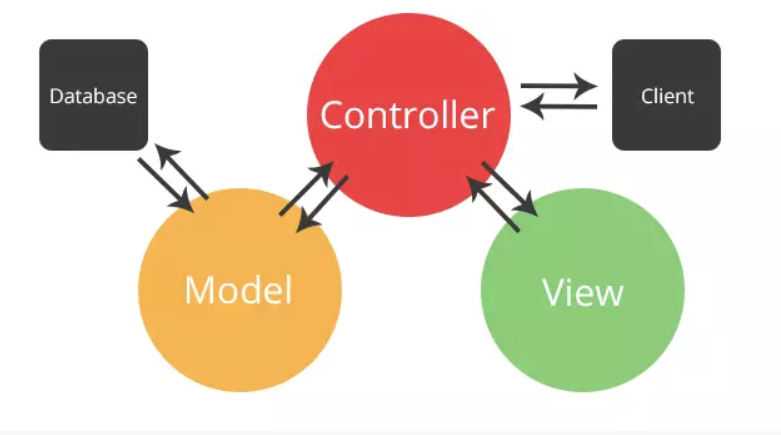 Database
Controller
Client
Model
View